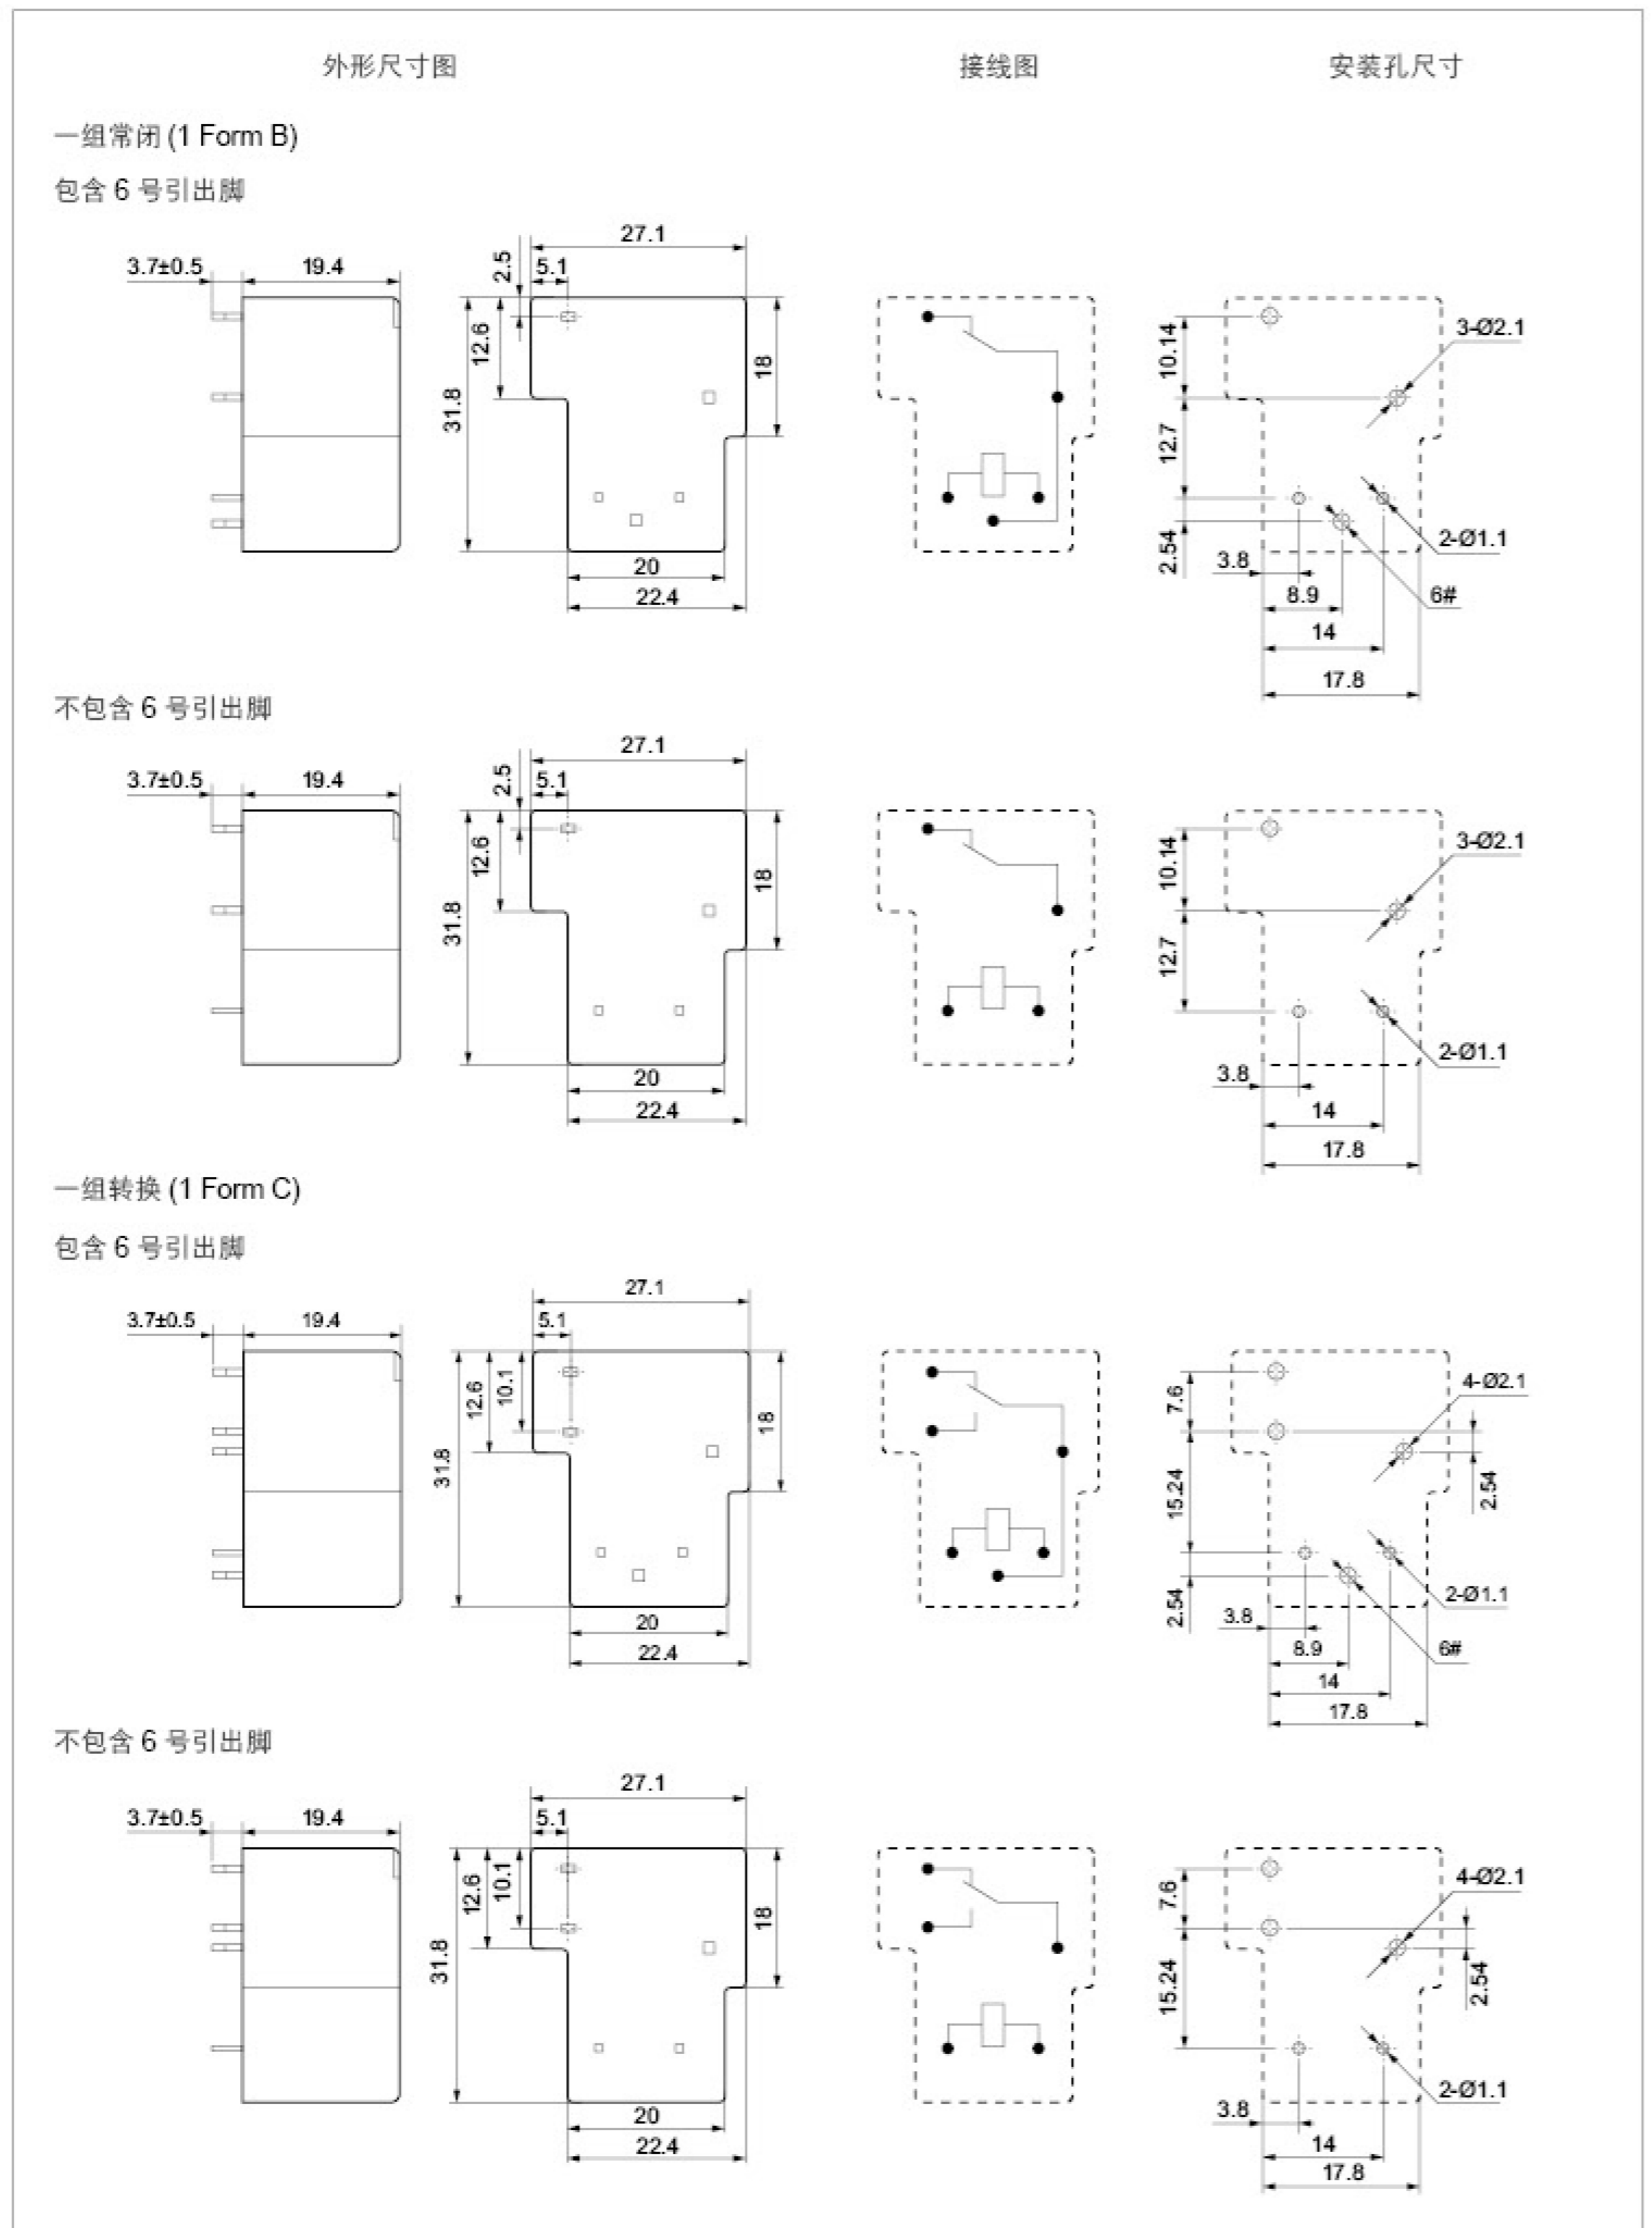 外形尺寸图 接线图 安装孔尺寸
一组常闭 (1 Form B)
包含 6 号引出脚
27.1
3.7±0.5 19.4 2.5 5.1
12.6 31.8 18 10.14 3-Ø2.1
12.7
2.54 2-Ø1.1
20 3.8
22.4 8.9 6#
14
17.8
不包含 6 号引出脚
27.1
3.7±0.5 19.4 2.5 5.1
12.6 31.8 18 10.14 3-Ø2.1
12.7
2-Ø1.1
20 3.8
22.4 14
17.8
一组转换 (1 Form C)
包含 6 号引出脚
27.1
3.7±0.5 19.4 5.1
12.6 10.1 7.6 4-Ø2.1
31.8 18 15.24 2.54
2.54 2-Ø1.1
20 3.8
22.4 8.9 6#
14
17.8
不包含 6 号引出脚
27.1
3.7±0.5 19.4 5.1
12.6 10.1 7.6 4-Ø2.1
31.8 18 15.24 2.54
2-Ø1.1
20 3.8
22.4 14
17.8